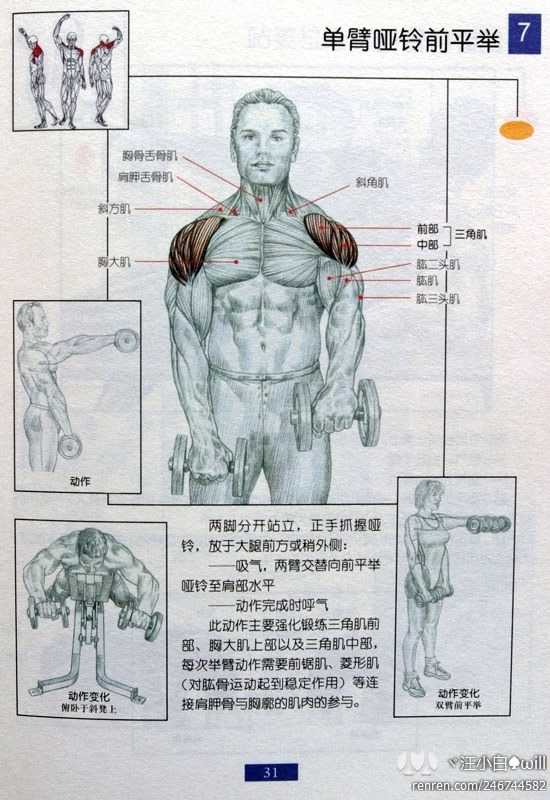 单臂哑铃前平举
7
胸骨舌骨肌
肩胛舌骨肌
斜方肌
胸大肌
斜角肌
前部
中部
三角肌
肱二头肌
肱肌
肱三头肌
动作
两脚分开站立，正手抓握哑
铃，放于大腿前方或稍外侧：
——吸气，两臂交替向前平举
哑铃至肩部水平
——动作完成时呼气
此动作主要强化锻练三角肌前
部、胸大肌上部以及三角肌中部，
每次举臂动作需要前锯肌、菱形肌
（对肱骨运动起到稳定作用）等连
接肩胛骨与胸廓的肌肉的参与。
动作变化
俯卧于斜凳上
动作变化
双臂前平举
31
汪小白♠will
renren.com/246744582